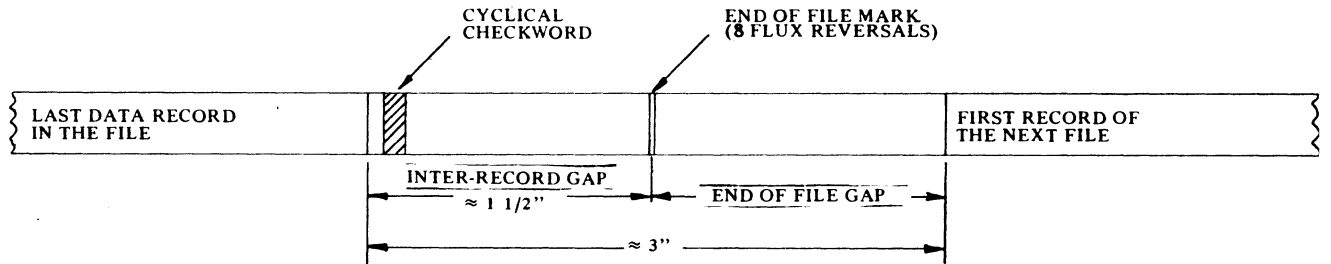 CYCLICAL
CHECKWORD
END OF FILE MARK
(8 FLUX REVERSALS)
LAST DATA RECORD
IN THE FILE
FIRST RECORD OF
THE NEXT FILE
INTER-RECORD GAP
≈ 1 1/2”
END OF FILE GAP
≈ 3”